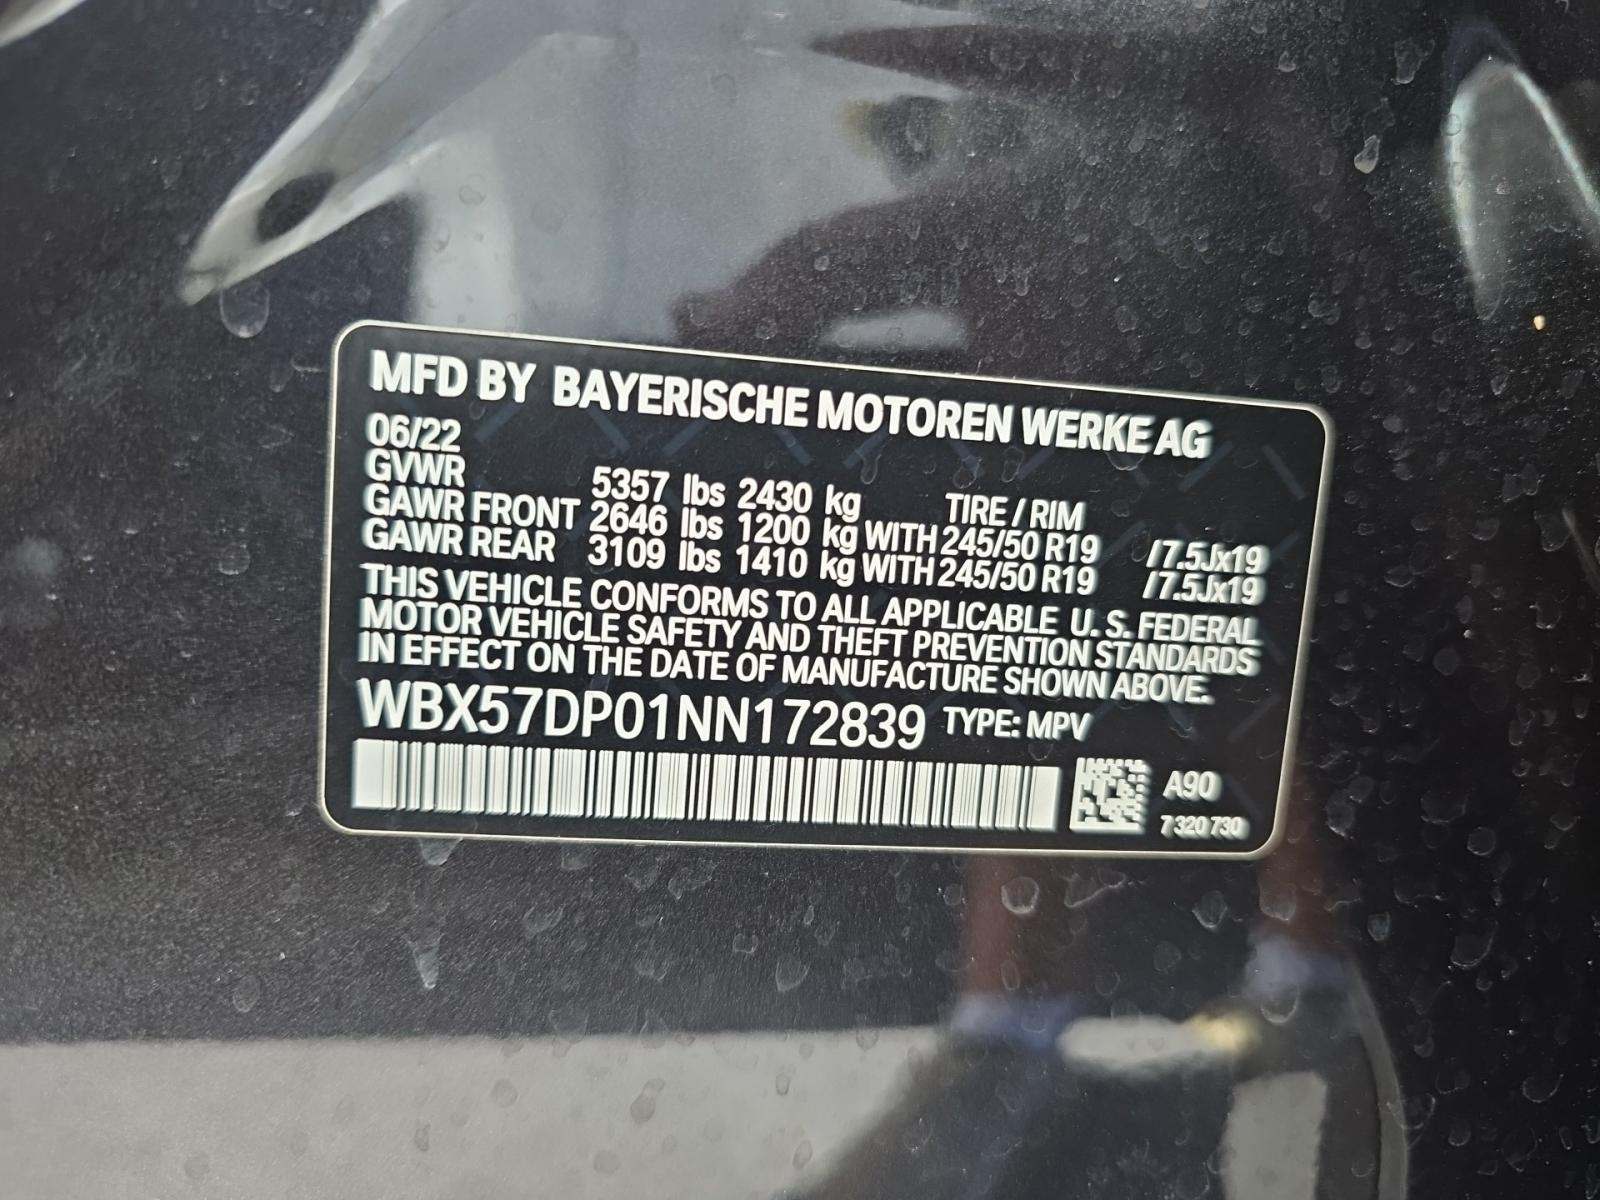 MFD BY BAYERISCHE MOTOREN WERKE AG
06/22
GVWR 5357 lbs 2430 kg TIRE / RIM
GAWR FRONT 2646 lbs 1200 kg WITH 245/50 R19 /7.5Jx19
GAWR REAR 3109 lbs 1410 kg WITH 245/50 R19 /7.5Jx19
THIS VEHICLE CONFORMS TO ALL APPLICABLE U. S. FEDERAL
MOTOR VEHICLE SAFETY AND THEFT PREVENTION STANDARDS
IN EFFECT ON THE DATE OF MANUFACTURE SHOWN ABOVE.
WBX57DP01NN172839 TYPE: MPV
A90
7 320 730